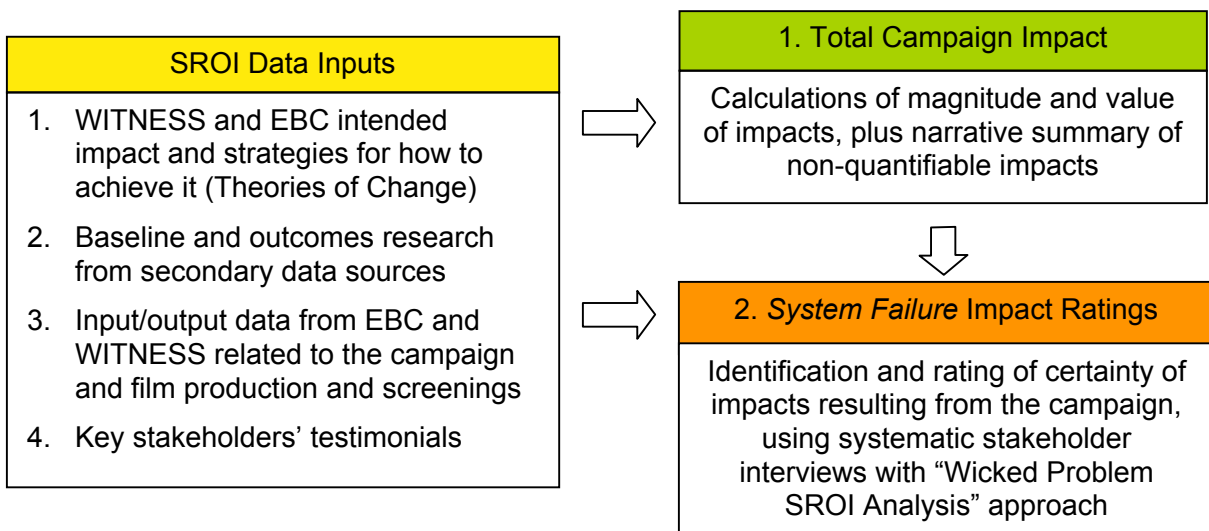 SROI Data Inputs
1. WITNESS and EBC intended
impact and strategies for how to
achieve it (Theories of Change)
2. Baseline and outcomes research
from secondary data sources
3. Input/output data from EBC and
WITNESS related to the campaign
and film production and screenings
4. Key stakeholders’ testimonials
1. Total Campaign Impact
Calculations of magnitude and value
of impacts, plus narrative summary of
non-quantifiable impacts
2. System Failure Impact Ratings
Identification and rating of certainty of
impacts resulting from the campaign,
using systematic stakeholder
interviews with “Wicked Problem
SROI Analysis” approach